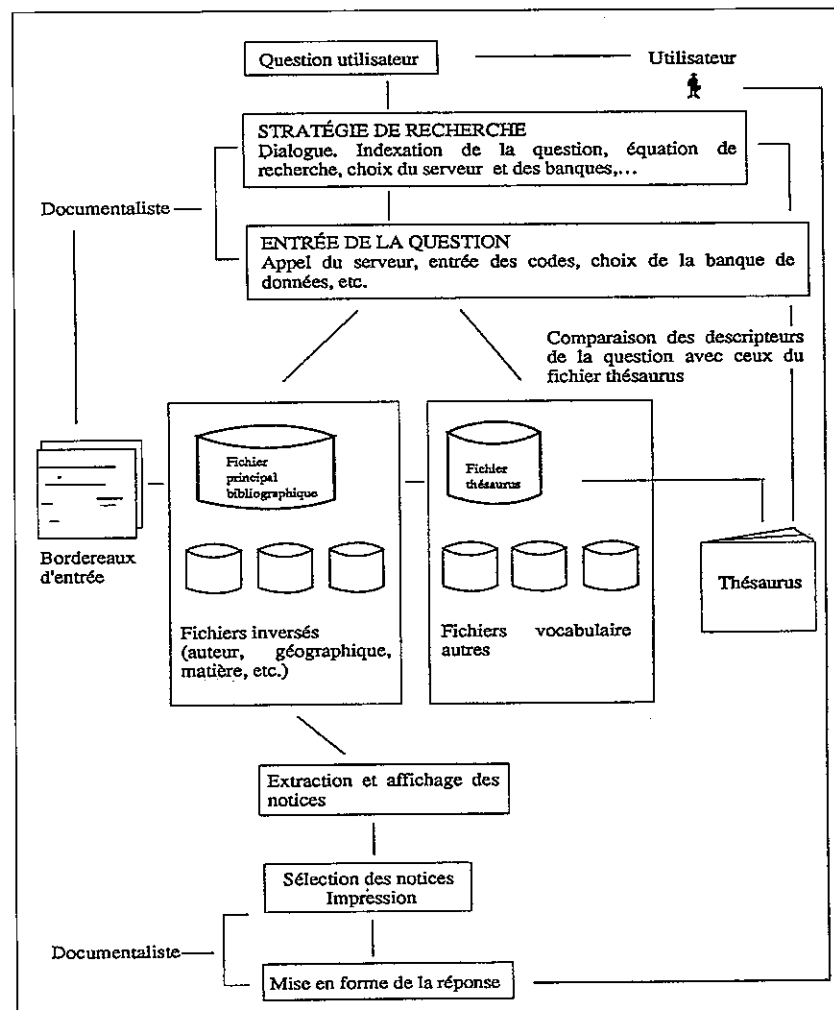 Question utilisateur
Utilisateur
STRATÉGIE DE RECHERCHE
Dialogue. Indexation de la question, équation de
recherche, choix du serveur et des banques,...
Documentaliste
ENTRÉE DE LA QUESTION
Appel du serveur, entrée des codes, choix de la banque de
données, etc.
Comparaison des descripteurs
de la question avec ceux du
fichier thésaurus
Fichier
principal
bibliographique
Fichier
thésaurus
Bordereaux
d'entrée
Thésaurus
Fichiers inversés
(auteur, géographique,
matière, etc.)
Fichiers vocabulaire
autres
Extraction et affichage des
notices
Sélection des notices
Impression
Documentaliste
Mise en forme de la réponse